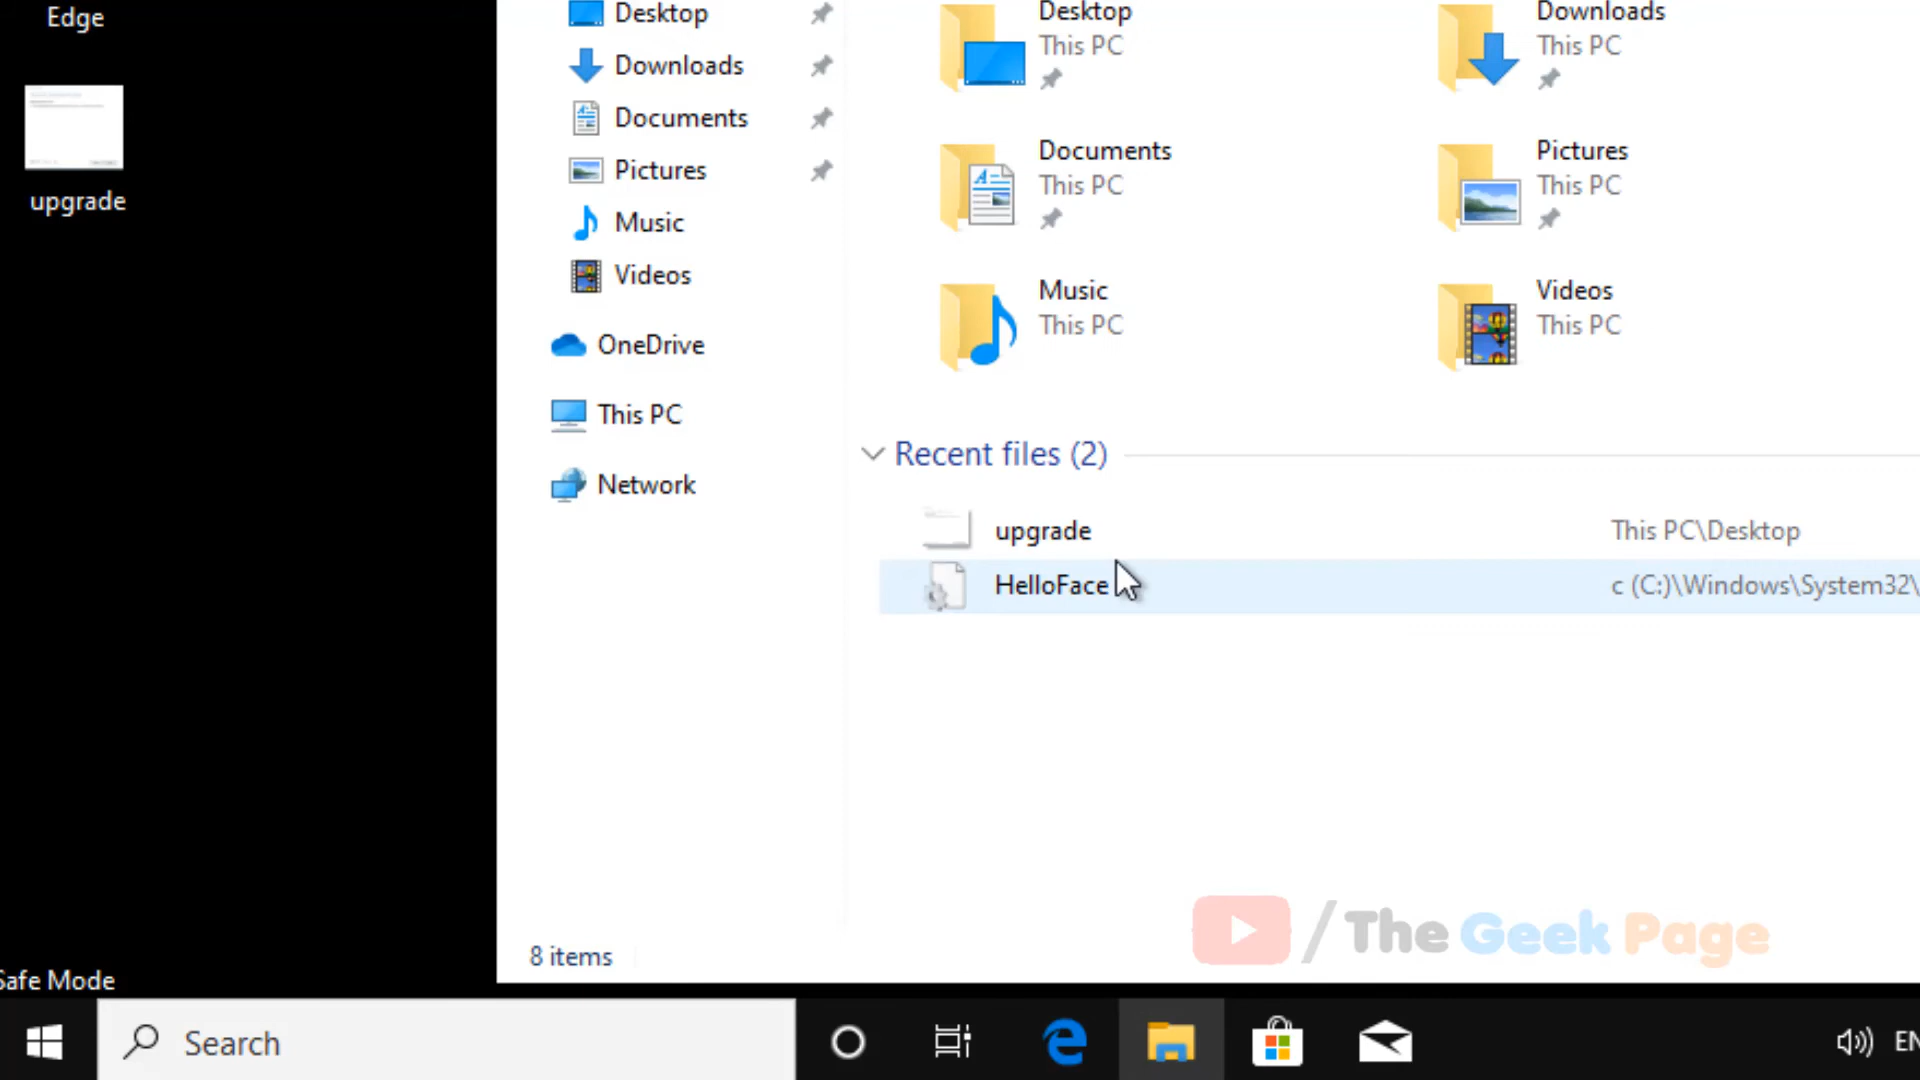 Edge
upgrade
Safe Mode
Desktop
Downloads
Documents
Pictures
Music
Videos
OneDrive
This PC
Network
Desktop
This PC
Downloads
This PC
Documents
This PC
Pictures
This PC
Music
This PC
Videos
This PC
Recent files (2)
upgrade This PC\Desktop
HelloFace c (C:)\Windows\System32\
8 items
/The Geek Page
Search
EN